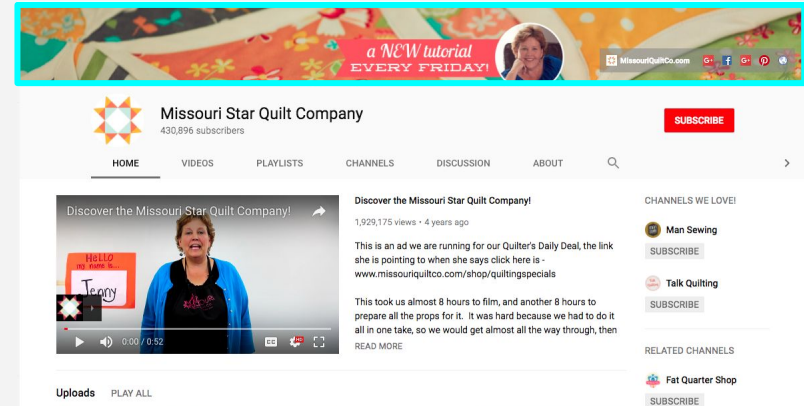 a NEW tutorial
EVERY FRIDAY!
MissouriQuiltCo.com
Missouri Star Quilt Company
430,896 subscribers
SUBSCRIBE
HOME VIDEOS PLAYLISTS CHANNELS DISCUSSION ABOUT
Discover the Missouri Star Quilt Company!
HELLO
my name is...
Jenny
0:00 / 0:52
CC
HD
Discover the Missouri Star Quilt Company!
1,929,175 views • 4 years ago
This is an ad we are running for our Quilter's Daily Deal, the link
she is pointing to when she says click here is -
www.missouriquiltco.com/shop/quiltingspecials
This took us almost 8 hours to film, and another 8 hours to
prepare all the props for it. It was hard because we had to do it
all in one take, so we would get almost all the way through, then
READ MORE
CHANNELS WE LOVE!
Man Sewing
SUBSCRIBE
Talk Quilting
SUBSCRIBE
RELATED CHANNELS
Fat Quarter Shop
SUBSCRIBE
Uploads PLAY ALL